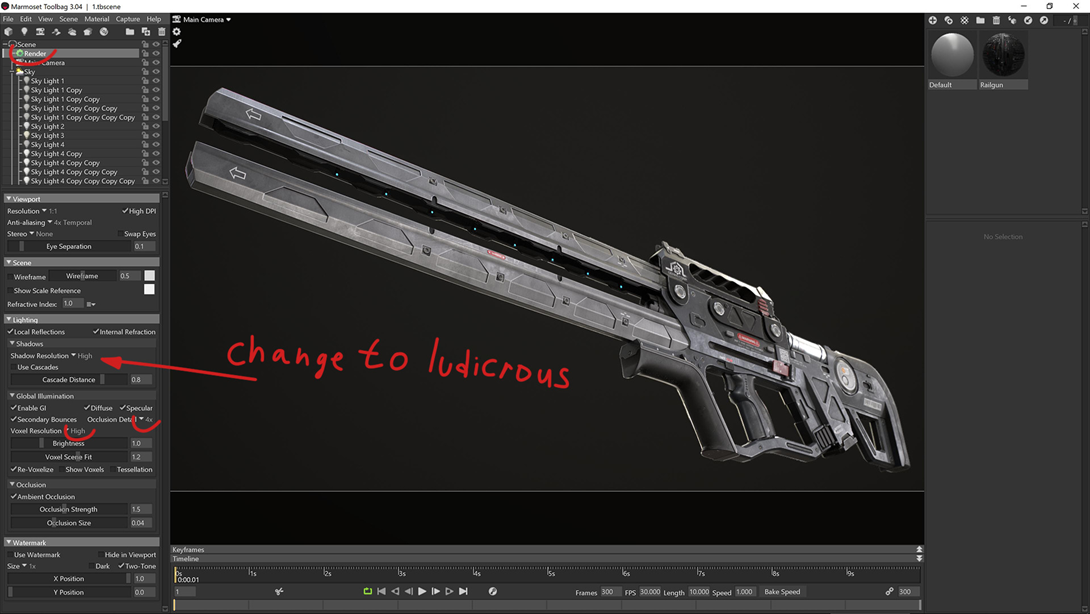 Marmoset Toolbag 3.04 | 1.tbscene
File Edit View Scene Material Capture Help
Main Camera
Scene
Render
Main Camera
Sky
Sky Light 1
Sky Light 1 Copy
Sky Light 1 Copy Copy
Sky Light 1 Copy Copy Copy
Sky Light 1 Copy Copy Copy Copy
Sky Light 2
Sky Light 3
Sky Light 4
Sky Light 4 Copy
Sky Light 4 Copy Copy
Sky Light 4 Copy Copy Copy
Sky Light 4 Copy Copy Copy Copy
Viewport
Resolution 1:1 High DPI
Anti-aliasing 4x Temporal
Stereo None Swap Eyes
Eye Separation 0.1
Scene
Wireframe Wireframe 0.5
Show Scale Reference
Refractive Index: 1.0
Lighting
Local Reflections Internal Refraction
Shadows
Shadow Resolution High
Use Cascades
Cascade Distance 0.8
Global Illumination
Enable GI Diffuse Specular
Secondary Bounces Occlusion Detail 4x
Voxel Resolution High
Brightness 1.0
Voxel Scene Fit 1.2
Re-Voxelize Show Voxels Tessellation
Occlusion
Ambient Occlusion
Occlusion Strength 1.5
Occlusion Size 0.04
Watermark
Use Watermark Hide in Viewport
Size 1x Dark Two-Tone
X Position 1.0
Y Position 0.0
change to ludicrous
Keyframes
Timeline
0s 1s 2s 3s 4s 5s 6s 7s 8s 9s
0:00.01
1 Frames 300 FPS 30.000 Length 10.000 Speed 1.000 Bake Speed 300
- / -
Default Railgun
No Selection